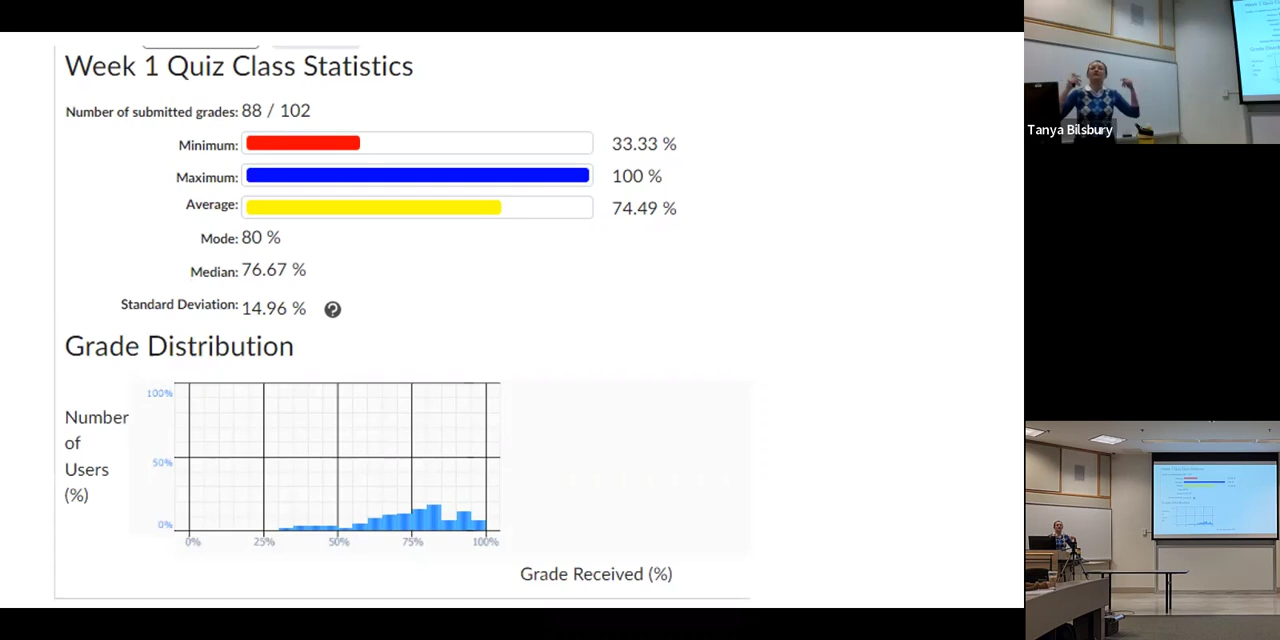 Week 1 Quiz Class Statistics
Number of submitted grades: 88 / 102
Minimum: 33.33 %
Maximum: 100 %
Average: 74.49 %
Mode: 80 %
Median: 76.67 %
Standard Deviation: 14.96 % ?
Grade Distribution
Number
of
Users
(%)
100%
50%
0%
0% 25% 50% 75% 100%
Grade Received (%)
Tanya Bilsbury